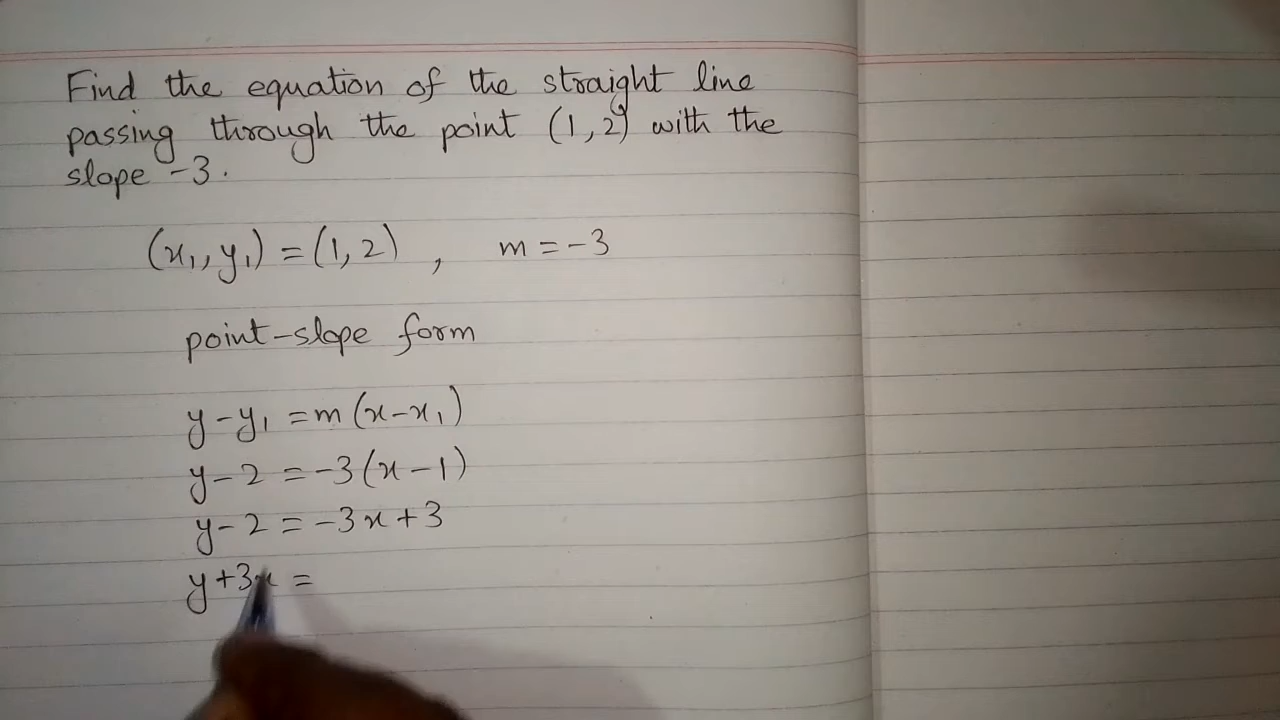 Find the equation of the straight line
passing through the point (1,2) with the
slope -3.
(x₁, y₁) = (1,2) , m = -3
point-slope form
y-y₁ = m(x-x₁)
y-2 = -3(x-1)
y-2 = -3x+3
y+3x =